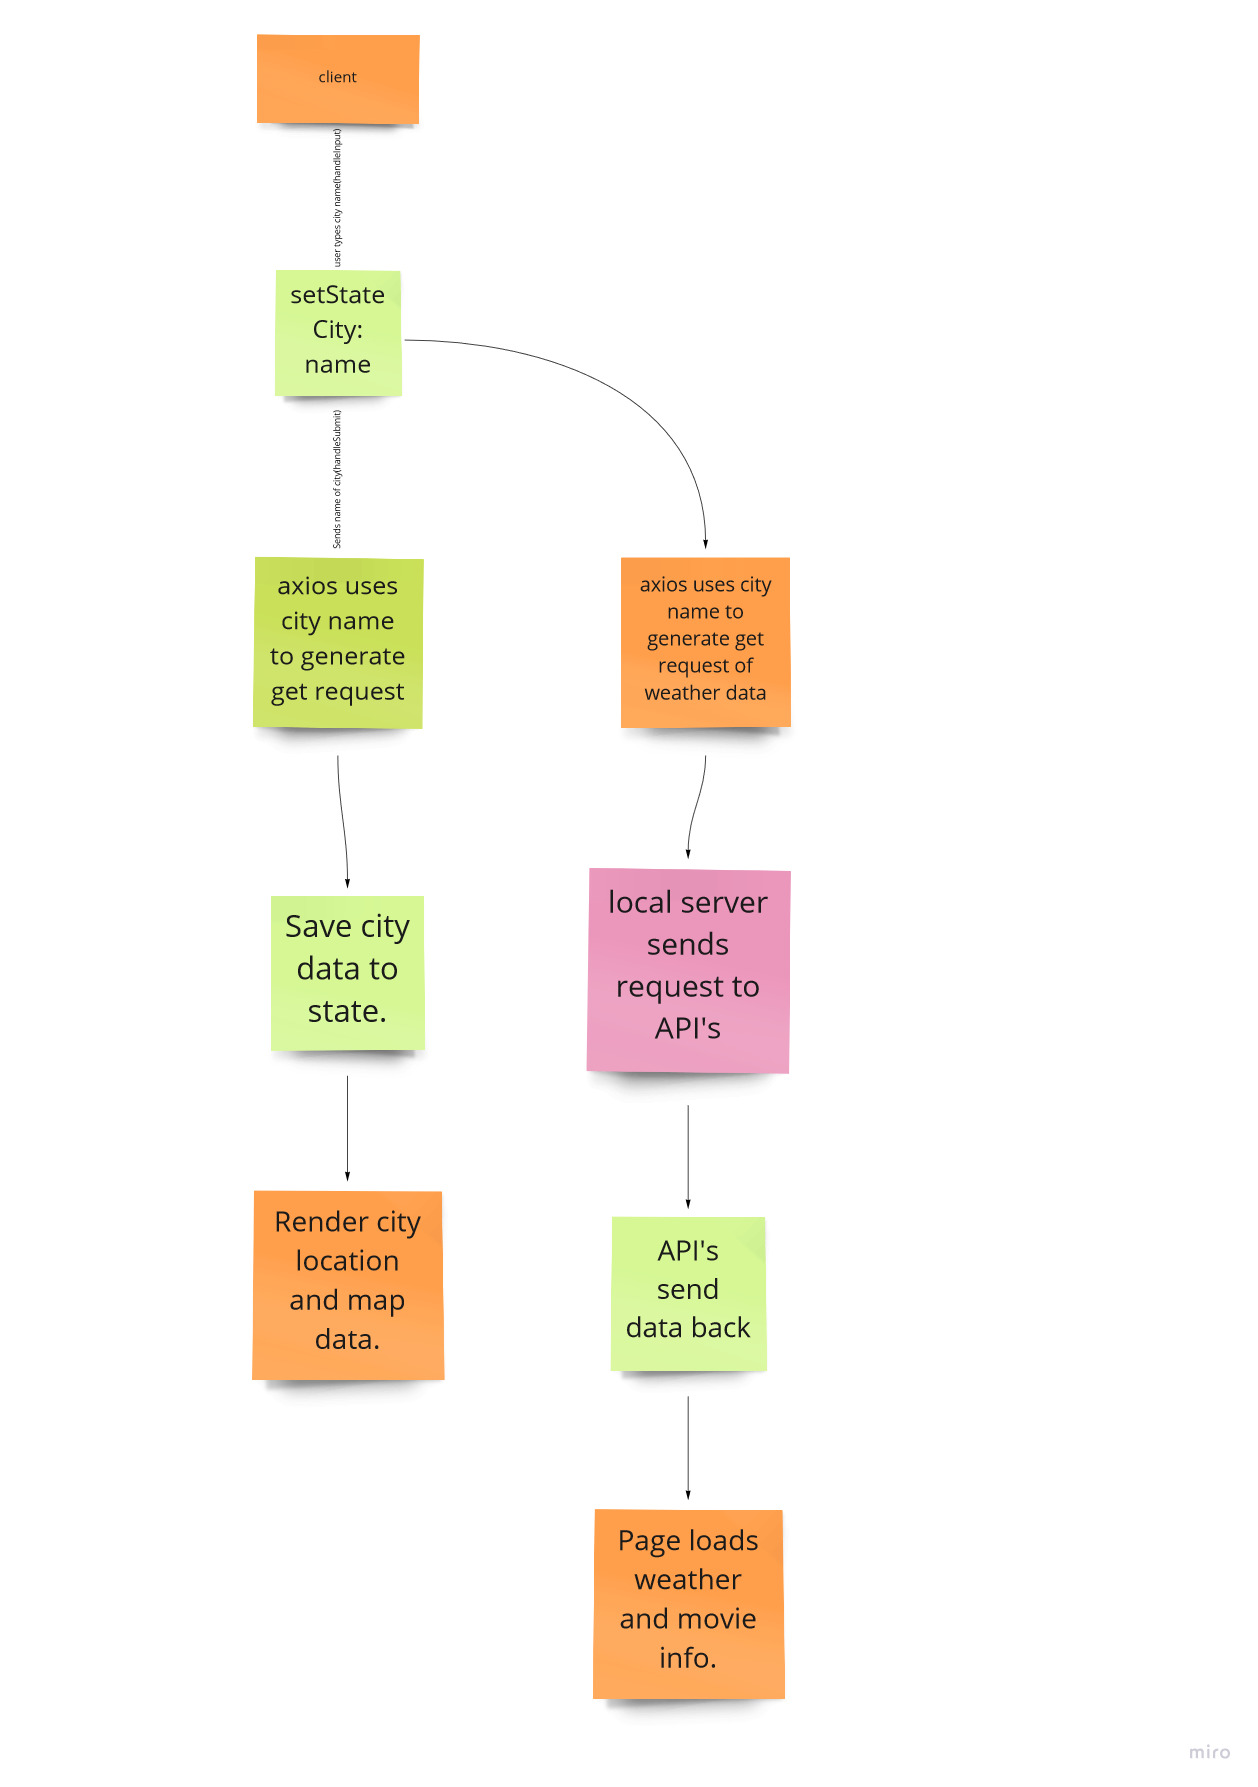 client
user types city name(handleInput)
setState
City:
name
Sends name of city(handleSubmit)
axios uses
city name
to generate
get request
axios uses city
name to
generate get
request of
weather data
Save city
data to
state.
local server
sends
request to
API's
Render city
location
and map
data.
API's
send
data back
Page loads
weather
and movie
info.
miro